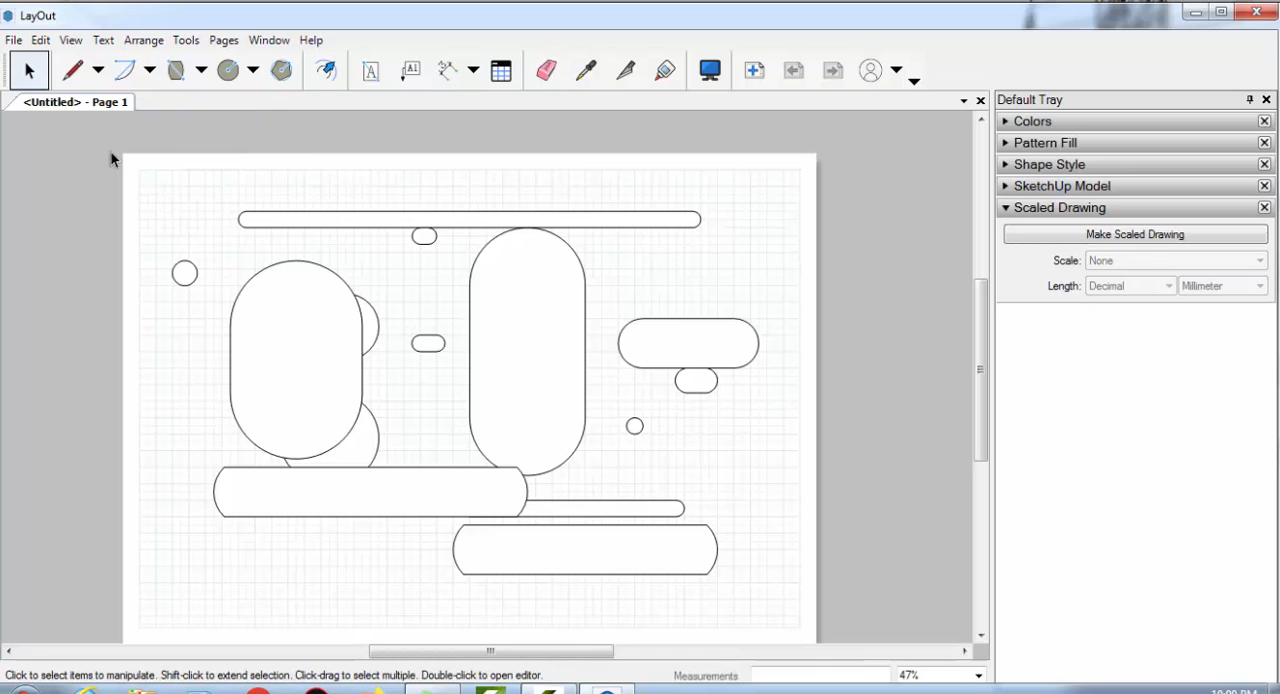 LayOut
File Edit View Text Arrange Tools Pages Window Help
A AI
<Untitled> - Page 1
Default Tray
Colors
Pattern Fill
Shape Style
SketchUp Model
Scaled Drawing
Make Scaled Drawing
Scale: None
Length: Decimal Millimeter
Click to select items to manipulate. Shift-click to extend selection. Click-drag to select multiple. Double-click to open editor. Measurements 47%